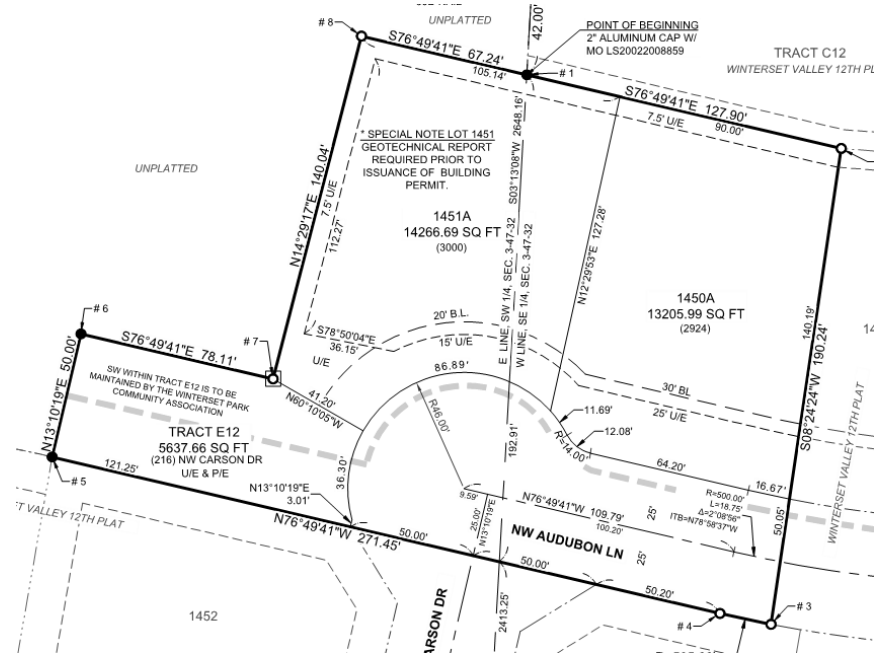 UNPLATTED
42.00'
POINT OF BEGINNING
2" ALUMINUM CAP W/
MO LS20022008859
# 8
S76°49'41"E 67.24'
105.14'
# 1
TRACT C12
WINTERSET VALLEY 12TH
S76°49'41"E 127.90'
7.5' U/E
90.00'
* SPECIAL NOTE LOT 1451
GEOTECHNICAL REPORT
REQUIRED PRIOR TO
ISSUANCE OF BUILDING
PERMIT.
UNPLATTED
N14°29'17"E 140.04'
7.5' U/E
112.27'
1451A
14266.69 SQ FT
(3000)
S03°13'08"W 2648.16'
E LINE, SW 1/4, SEC. 3-47-32
W LINE, SE 1/4, SEC. 3-47-32
N12°29'53"E 127.28'
1450A
13205.99 SQ FT
(2924)
140.19'
S08°24'24"W 190.24'
# 6
S76°49'41"E 78.11'
# 7
S78°50'04"E
36.15'
U/E
20' B.L.
15' U/E
30' BL
25' U/E
N13°10'19"E 50.00'
SW WITHIN TRACT E12 IS TO BE
MAINTAINED BY THE WINTERSET PARK
COMMUNITY ASSOCIATION
TRACT E12
5637.66 SQ FT
(216) NW CARSON DR
U/E & P/E
41.20'
N60°10'05"W
86.89'
R46.00'
11.69'
12.08'
R=14.00'
192.91'
64.20'
16.67'
36.30'
121.25'
# 5
N13°10'19"E
3.01'
9.59'
25.00'
N13°10'19"E
N76°49'41"W 109.79'
100.20'
25'
25'
R=500.00'
L=18.75'
Δ=2°08'56"
ITB=N78°58'37"W
50.05'
WINTERSET VALLEY 12TH PLAT
VALLEY 12TH PLAT
N76°49'41"W 271.45'
50.00'
NW AUDUBON LN
50.00'
50.20'
# 4
# 3
1452
2413.25'
ARSON DR